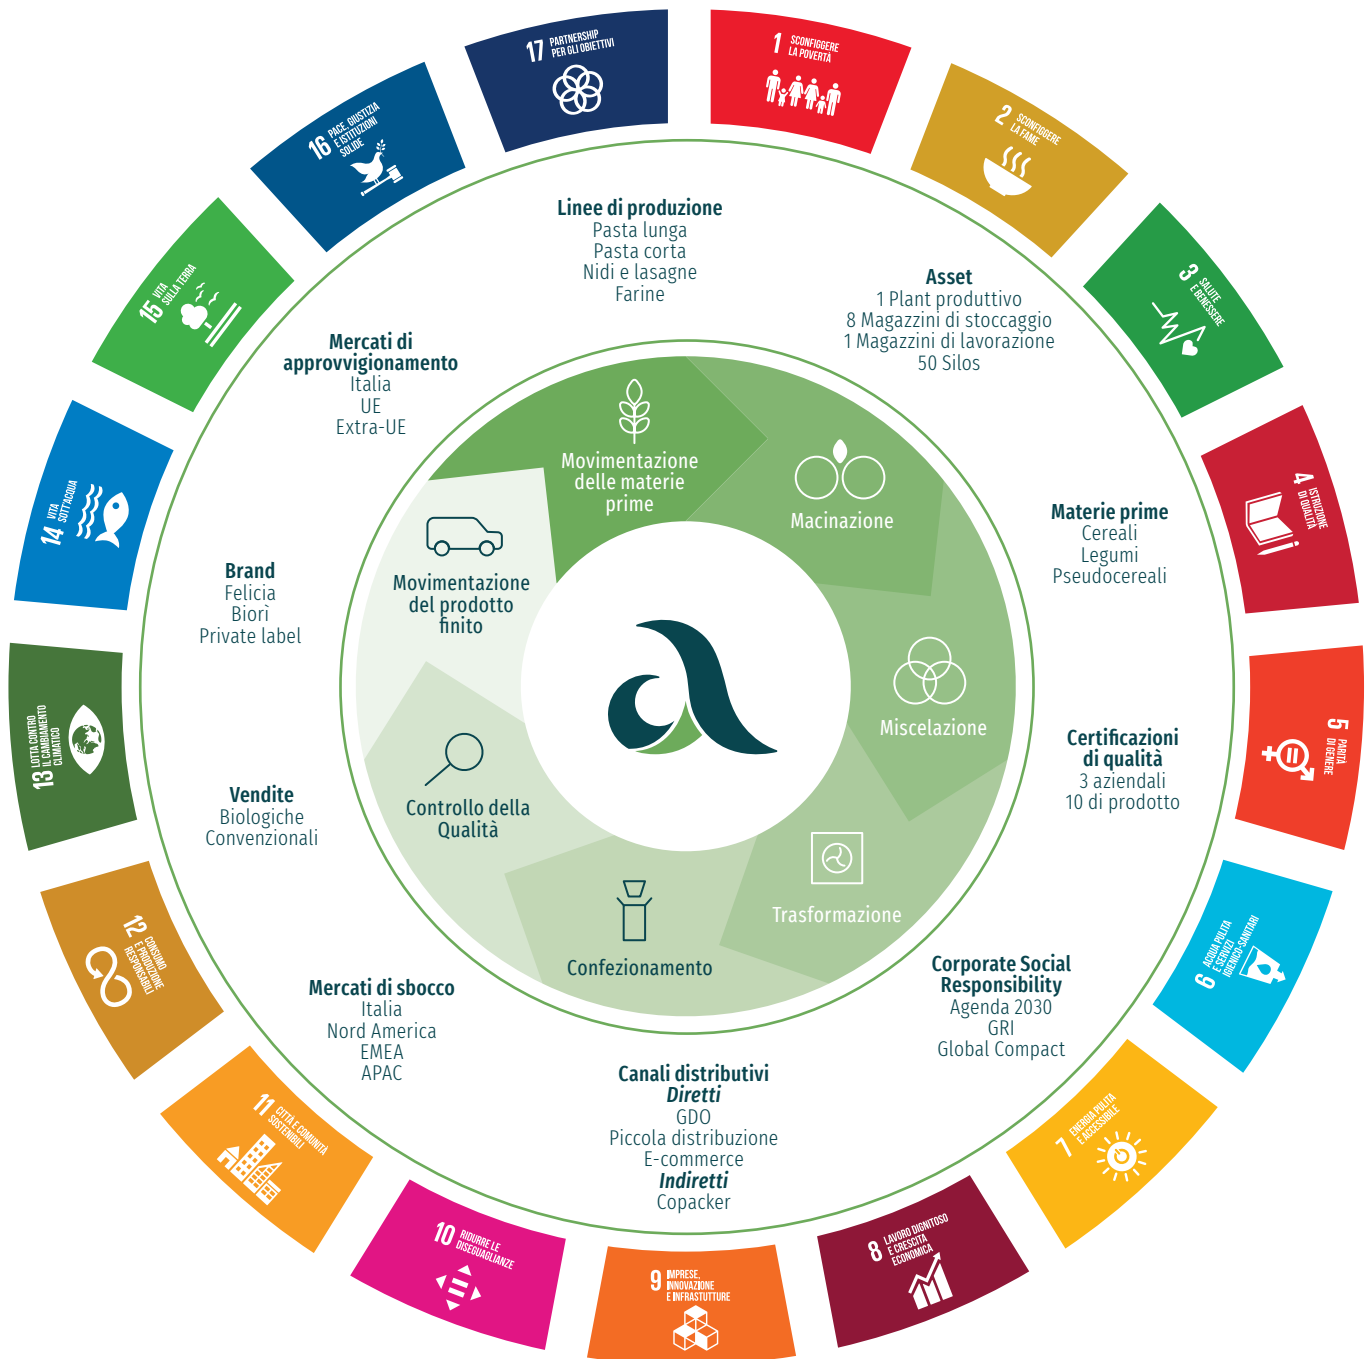 17 PARTNERSHIP
PER GLI OBIETTIVI
1 SCONFIGGERE
LA POVERTÀ
2 SCONFIGGERE
LA FAME
3 SALUTE
E BENESSERE
4 ISTRUZIONE
DI QUALITÀ
5 PARITÀ
DI GENERE
6 ACQUA PULITA
E SERVIZI
IGIENICO-SANITARI
7 ENERGIA PULITA
E ACCESSIBILE
8 LAVORO DIGNITOSO
E CRESCITA
ECONOMICA
9 IMPRESE,
INNOVAZIONE
E INFRASTUTTURE
10 RIDURRE LE
DISEGUAGLIANZE
11 CITTÀ E COMUNITÀ
SOSTENIBILI
12 CONSUMO
E PRODUZIONE
RESPONSABILI
13 LOTTA CONTRO
IL CAMBIAMENTO
CLIMATICO
14 VITA
SOTT'ACQUA
15 VITA
SULLA TERRA
16 PACE, GIUSTIZIA
E ISTITUZIONI
SOLIDE
Linee di produzione
Pasta lunga
Pasta corta
Nidi e lasagne
Farine
Asset
1 Plant produttivo
8 Magazzini di stoccaggio
1 Magazzini di lavorazione
50 Silos
Materie prime
Cereali
Legumi
Pseudocereali
Certificazioni
di qualità
3 aziendali
10 di prodotto
Corporate Social
Responsibility
Agenda 2030
GRI
Global Compact
Canali distributivi
Diretti
GDO
Piccola distribuzione
E-commerce
Indiretti
Copacker
Mercati di sbocco
Italia
Nord America
EMEA
APAC
Vendite
Biologiche
Convenzionali
Brand
Felicia
Biorì
Private label
Mercati di
approvvigionamento
Italia
UE
Extra-UE
Movimentazione
delle materie
prime
Macinazione
Miscelazione
Trasformazione
Confezionamento
Controllo della
Qualità
Movimentazione
del prodotto
finito